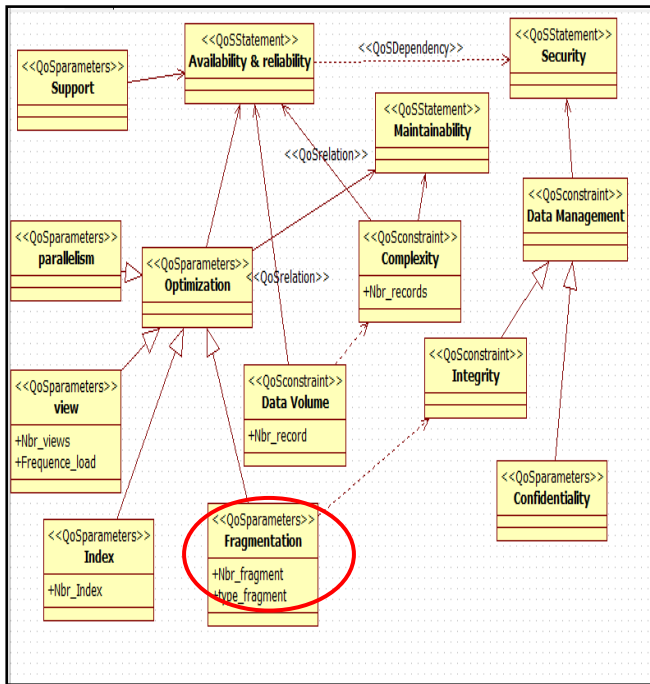 <<QoSStatement>>
Availability & reliability
<<QoSDependency>>
<<QoSStatement>>
Security
<<QoSparameters>>
Support
<<QoSStatement>>
Maintainability
<<QoSrelation>>
<<QoSconstraint>>
Data Management
<<QoSParameters>>
parallelism
<<QoSparameters>>
Optimization
<<QoSrelation>>
<<QoSconstraint>>
Complexity
+Nbr_records
<<QoSconstraint>>
Integrity
<<QoSParameters>>
view
+Nbr_views
+Frequence_load
<<QoSconstraint>>
Data Volume
+Nbr_record
<<QoSparameters>>
Confidentiality
<<QoSparameters>>
Fragmentation
+Nbr_fragment
+type_fragment
<<QoSparameters>>
Index
+Nbr_Index